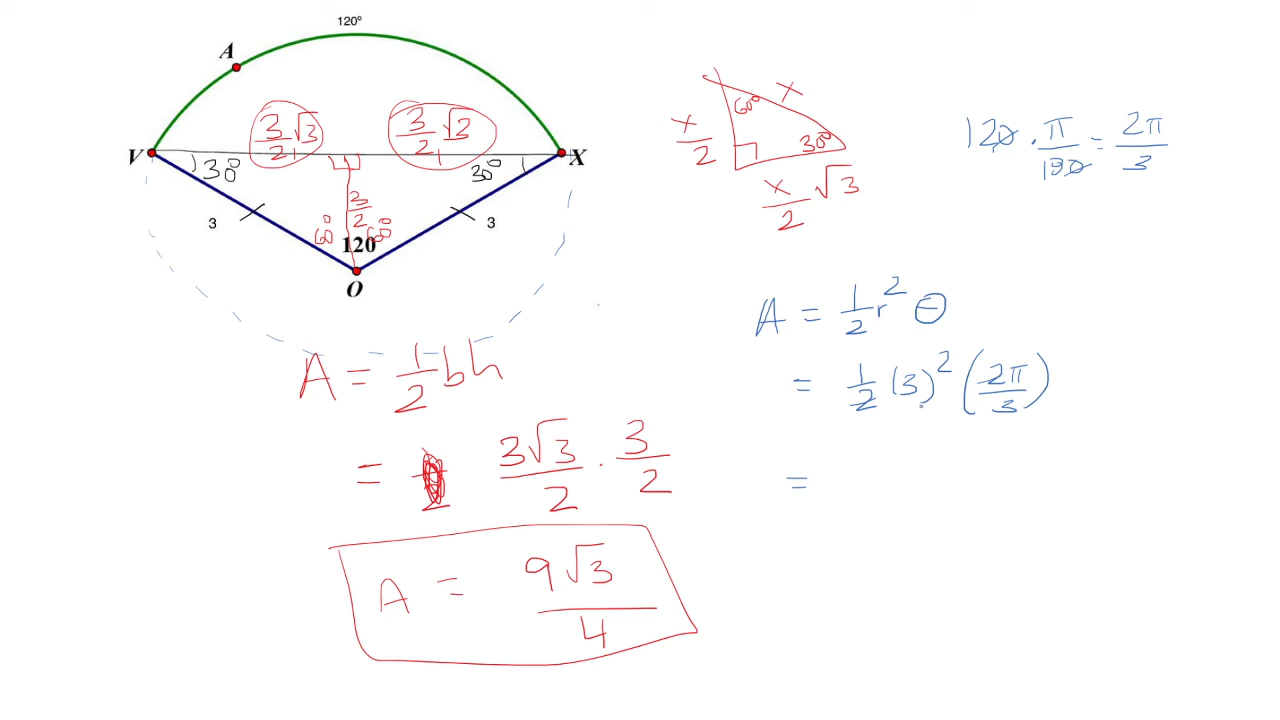 120°
A
3/2 √3
3/2 √3
V
30°
30°
X
3
3/2
3
60°
60°
120
O
60°
x
x/2
30°
x/2 √3
120 · π/180 = 2π/3
A = 1/2 bh
= 3√3/2 · 3/2
A = 9√3/4
A = 1/2 r² θ
= 1/2 (3)² (2π/3)
=